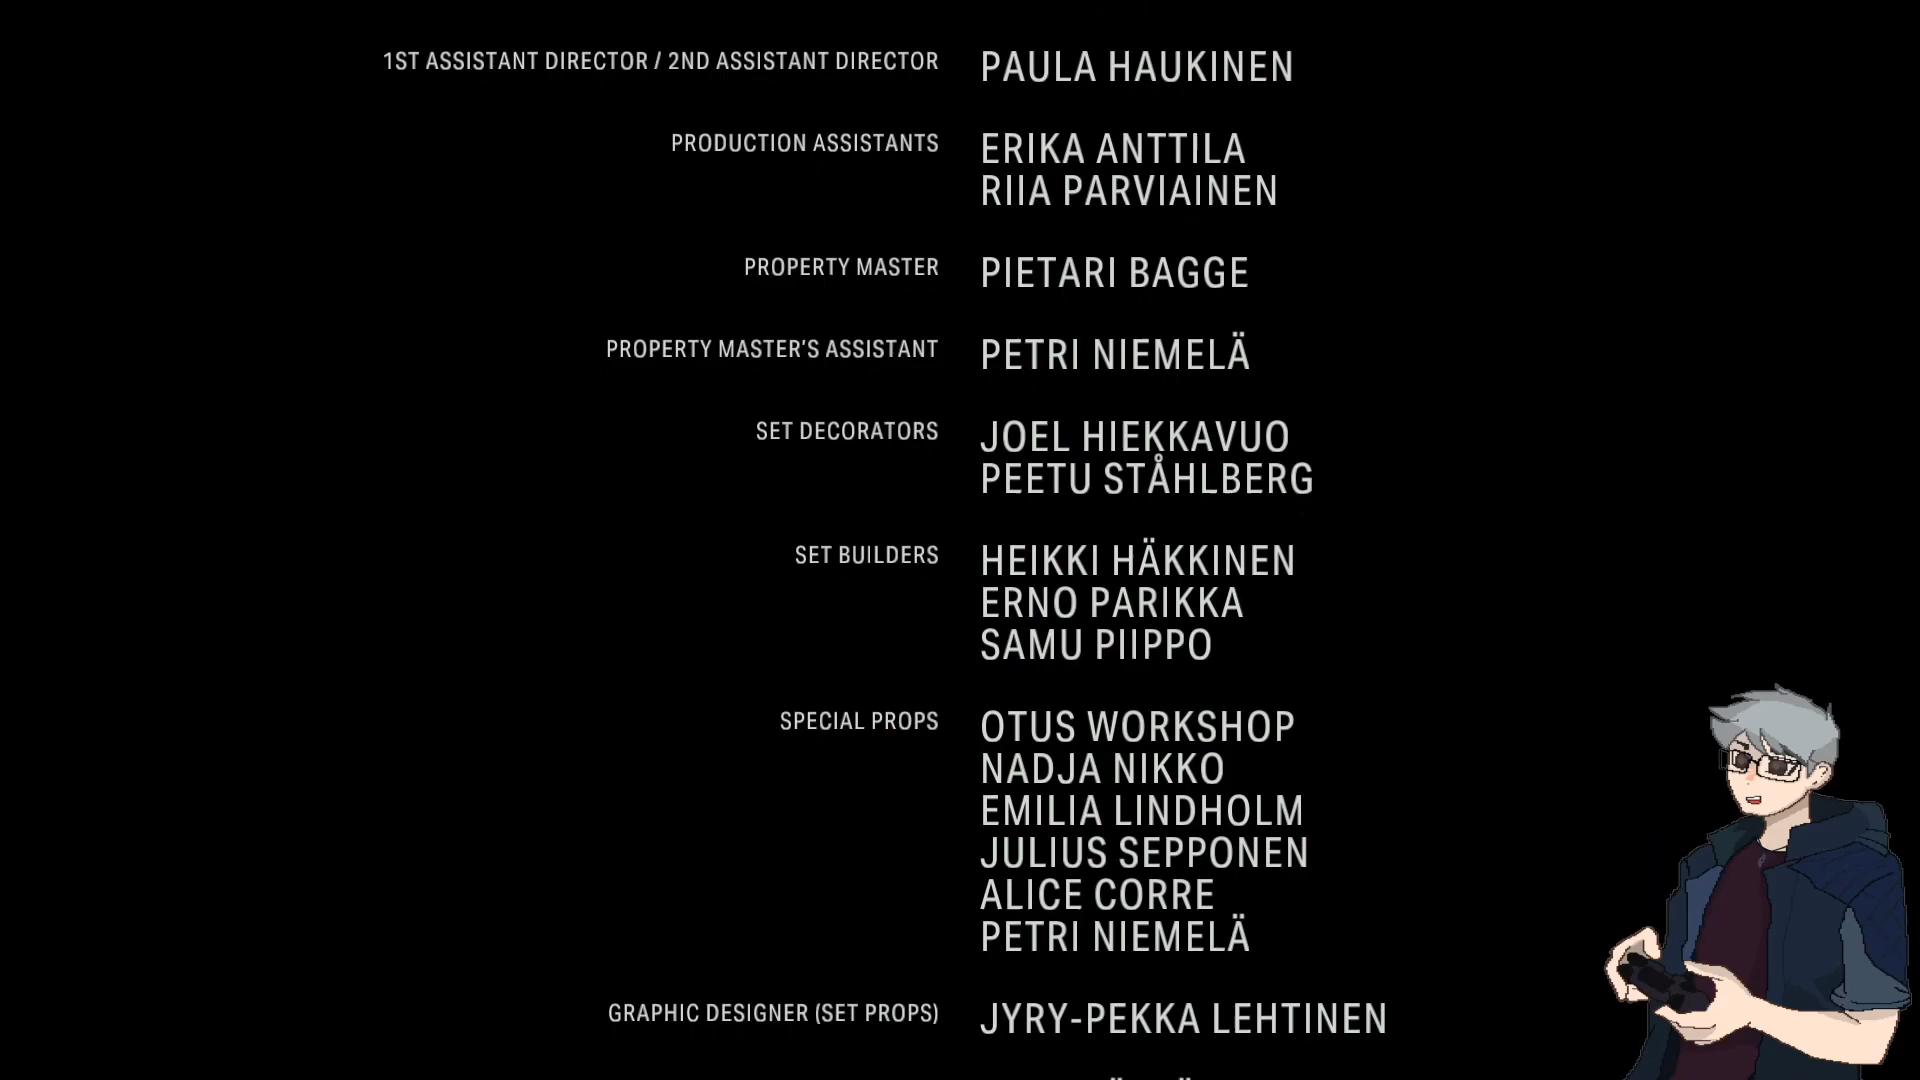 1ST ASSISTANT DIRECTOR / 2ND ASSISTANT DIRECTOR PAULA HAUKINEN
PRODUCTION ASSISTANTS ERIKA ANTTILA
RIIA PARVIAINEN
PROPERTY MASTER PIETARI BAGGE
PROPERTY MASTER'S ASSISTANT PETRI NIEMELÄ
SET DECORATORS JOEL HIEKKAVUO
PEETU STÅHLBERG
SET BUILDERS HEIKKI HÄKKINEN
ERNO PARIKKA
SAMU PIIPPO
SPECIAL PROPS OTUS WORKSHOP
NADJA NIKKO
EMILIA LINDHOLM
JULIUS SEPPONEN
ALICE CORRE
PETRI NIEMELÄ
GRAPHIC DESIGNER (SET PROPS) JYRY-PEKKA LEHTINEN